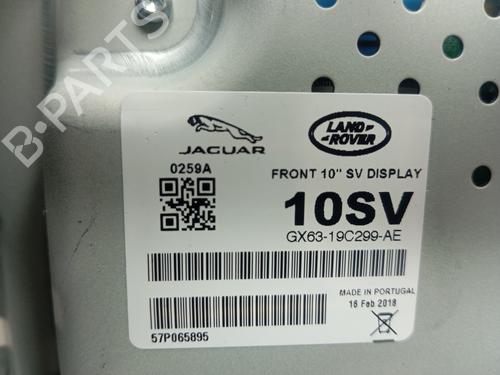 B-PARTS
JAGUAR
LAND-
ROVER
0259A
FRONT 10" SV DISPLAY
10SV
GX63-19C299-AE
MADE IN PORTUGAL
16 Feb 2018
57P065895